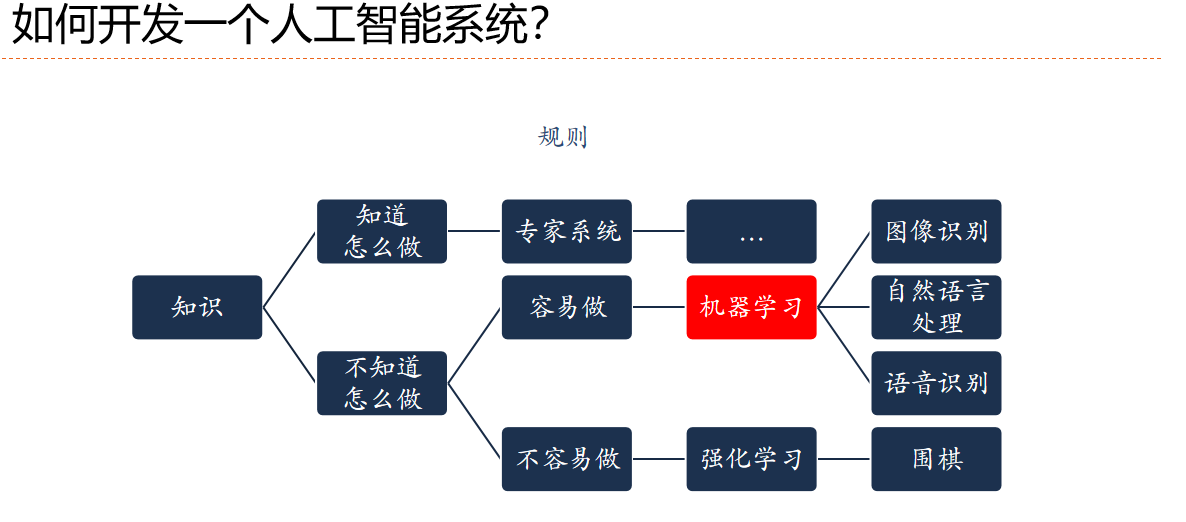 如何开发一个人工智能系统？
规则
知道
怎么做
专家系统
…
图像识别
知识
容易做
机器学习
自然语言
处理
不知道
怎么做
语音识别
不容易做
强化学习
围棋